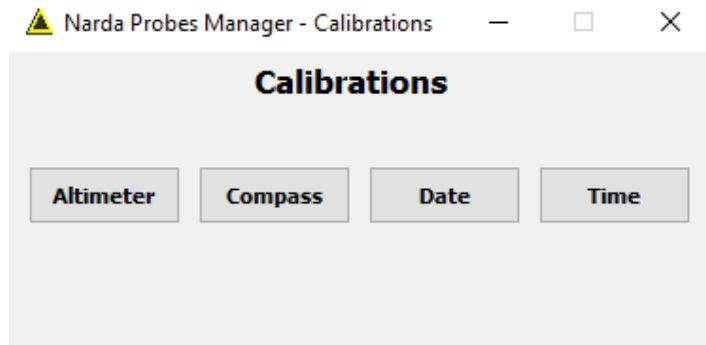 Narda Probes Manager - Calibrations
Calibrations
Altimeter Compass Date Time